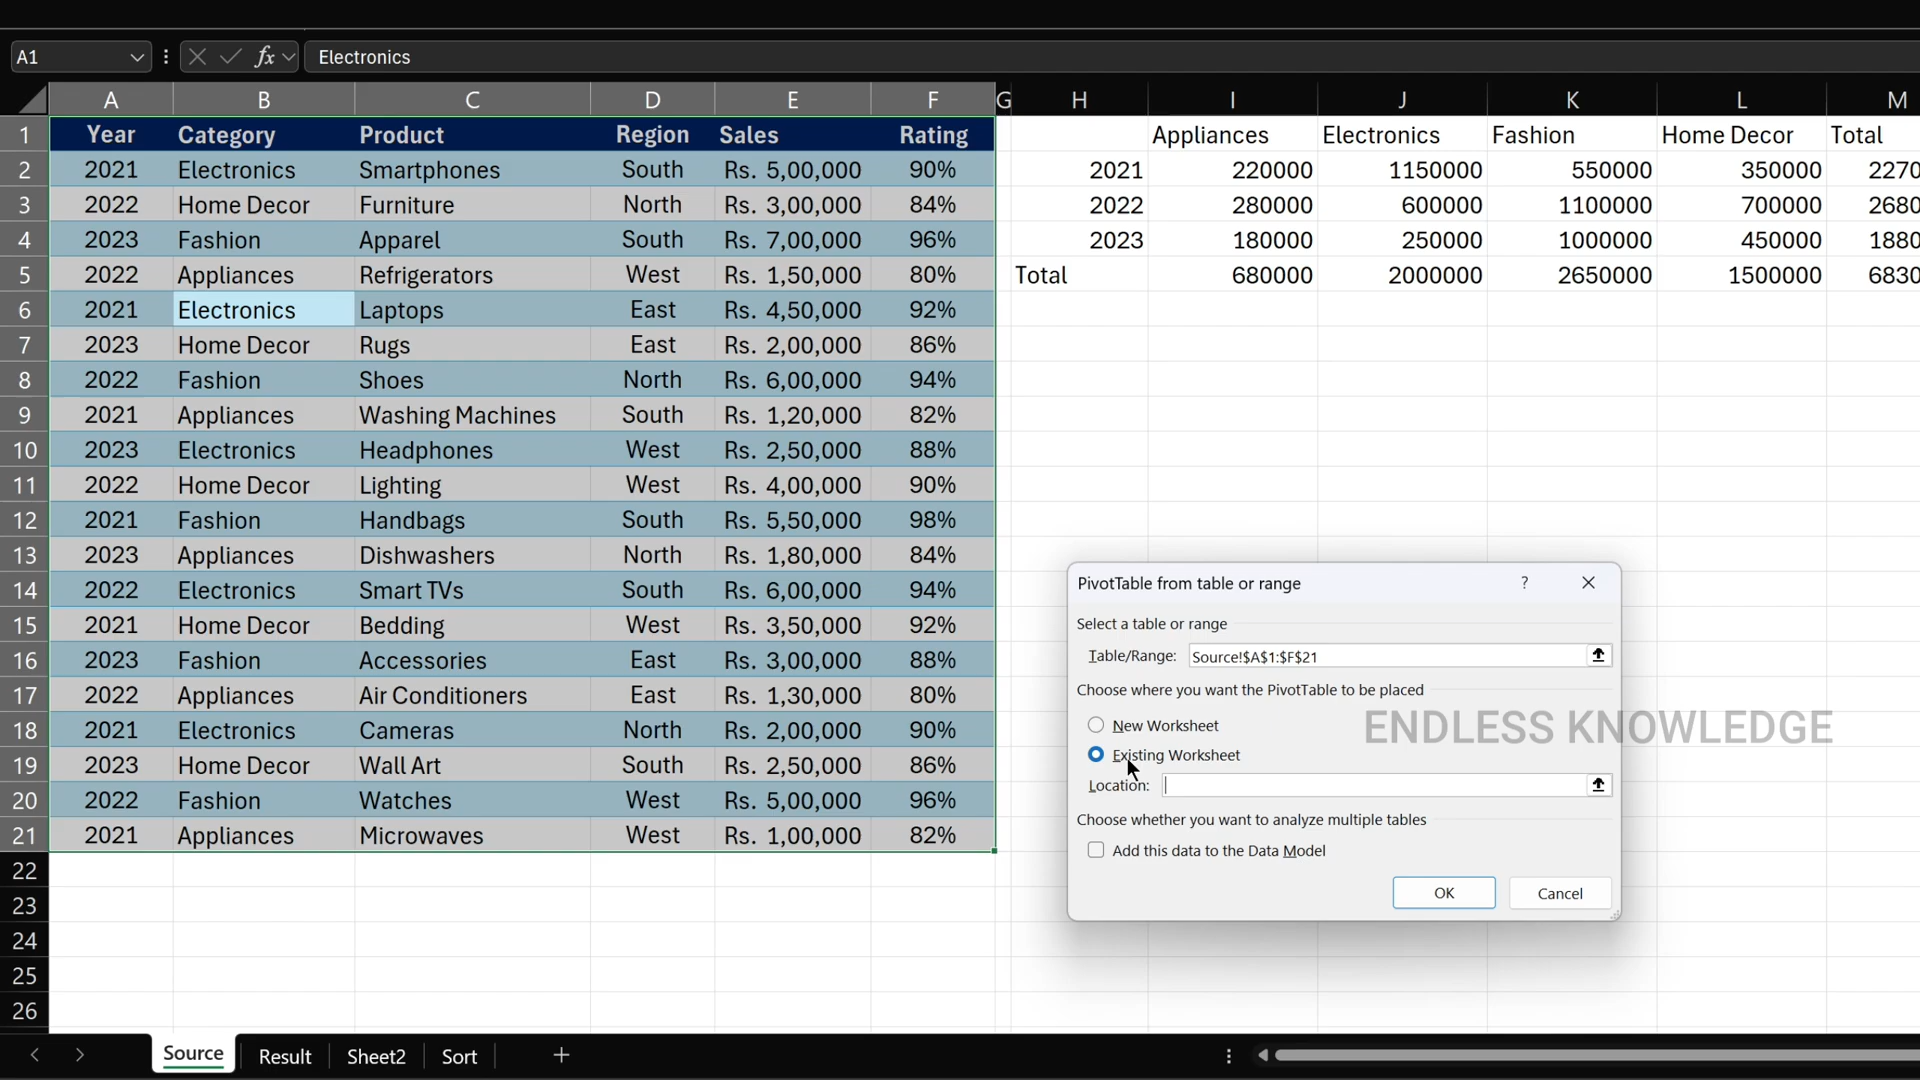 A1 fx Electronics
A B C D E F G H I J K L M
1 Year Category Product Region Sales Rating Appliances Electronics Fashion Home Decor Total
2 2021 Electronics Smartphones South Rs. 5,00,000 90% 2021 220000 1150000 550000 350000 2270
3 2022 Home Decor Furniture North Rs. 3,00,000 84% 2022 280000 600000 1100000 700000 2680
4 2023 Fashion Apparel South Rs. 7,00,000 96% 2023 180000 250000 1000000 450000 1880
5 2022 Appliances Refrigerators West Rs. 1,50,000 80% Total 680000 2000000 2650000 1500000 6830
6 2021 Electronics Laptops East Rs. 4,50,000 92%
7 2023 Home Decor Rugs East Rs. 2,00,000 86%
8 2022 Fashion Shoes North Rs. 6,00,000 94%
9 2021 Appliances Washing Machines South Rs. 1,20,000 82%
10 2023 Electronics Headphones West Rs. 2,50,000 88%
11 2022 Home Decor Lighting West Rs. 4,00,000 90%
12 2021 Fashion Handbags South Rs. 5,50,000 98%
13 2023 Appliances Dishwashers North Rs. 1,80,000 84%
14 2022 Electronics Smart TVs South Rs. 6,00,000 94%
15 2021 Home Decor Bedding West Rs. 3,50,000 92%
16 2023 Fashion Accessories East Rs. 3,00,000 88%
17 2022 Appliances Air Conditioners East Rs. 1,30,000 80%
18 2021 Electronics Cameras North Rs. 2,00,000 90%
19 2023 Home Decor Wall Art South Rs. 2,50,000 86%
20 2022 Fashion Watches West Rs. 5,00,000 96%
21 2021 Appliances Microwaves West Rs. 1,00,000 82%
22
23
24
25
26
PivotTable from table or range ?
Select a table or range
Table/Range: Source!$A$1:$F$21
Choose where you want the PivotTable to be placed
New Worksheet
ENDLESS KNOWLEDGE
Existing Worksheet
Location:
Choose whether you want to analyze multiple tables
Add this data to the Data Model
OK Cancel
Source Result Sheet2 Sort